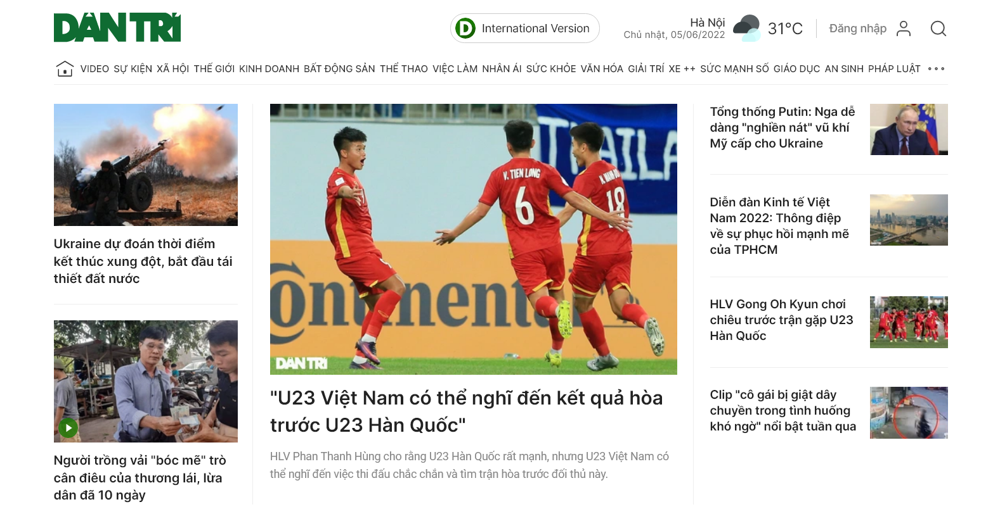 DÂN TRÍ
International Version
Hà Nội
Chủ nhật, 05/06/2022
31°C
Đăng nhập
VIDEO SỰ KIỆN XÃ HỘI THẾ GIỚI KINH DOANH BẤT ĐỘNG SẢN THỂ THAO VIỆC LÀM NHÂN ÁI SỨC KHỎE VĂN HÓA GIẢI TRÍ XE ++ SỨC MẠNH SỐ GIÁO DỤC AN SINH PHÁP LUẬT
Ukraine dự đoán thời điểm
kết thúc xung đột, bắt đầu tái
thiết đất nước
Người trồng vải "bóc mẽ" trò
cân điêu của thương lái, lừa
dân đã 10 ngày
THAILA
V. TIEN LONG
6
18
Continental
DÂN TRÍ
"U23 Việt Nam có thể nghĩ đến kết quả hòa
trước U23 Hàn Quốc"
HLV Phan Thanh Hùng cho rằng U23 Hàn Quốc rất mạnh, nhưng U23 Việt Nam có
thể nghĩ đến việc thi đấu chắc chắn và tìm trận hòa trước đối thủ này.
Tổng thống Putin: Nga dễ
dàng "nghiền nát" vũ khí
Mỹ cấp cho Ukraine
Diễn đàn Kinh tế Việt
Nam 2022: Thông điệp
về sự phục hồi mạnh mẽ
của TPHCM
HLV Gong Oh Kyun chơi
chiêu trước trận gặp U23
Hàn Quốc
Clip "cô gái bị giật dây
chuyền trong tình huống
khó ngờ" nổi bật tuần qua